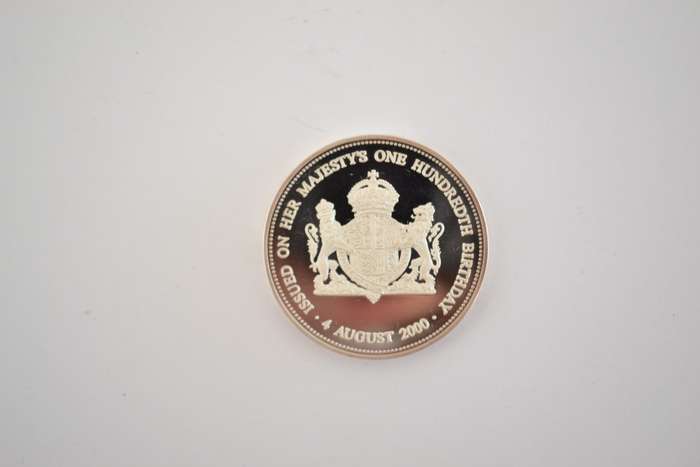 ISSUED ON HER MAJESTY'S ONE HUNDREDTH BIRTHDAY
· 4 AUGUST 2000 ·